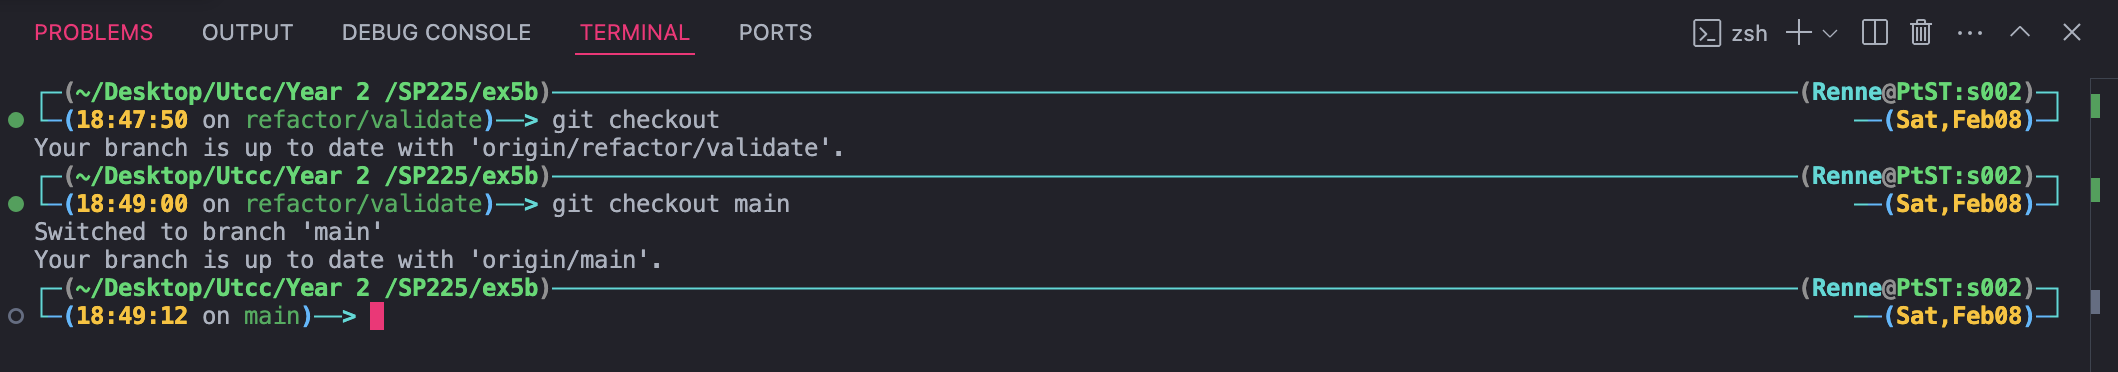 PROBLEMS OUTPUT DEBUG CONSOLE TERMINAL PORTS zsh
(~/Desktop/Utcc/Year 2 /SP225/ex5b) (Renne@PtST:s002)
(18:47:50 on refactor/validate)──> git checkout (Sat,Feb08)
Your branch is up to date with 'origin/refactor/validate'.
(~/Desktop/Utcc/Year 2 /SP225/ex5b) (Renne@PtST:s002)
(18:49:00 on refactor/validate)──> git checkout main (Sat,Feb08)
Switched to branch 'main'
Your branch is up to date with 'origin/main'.
(~/Desktop/Utcc/Year 2 /SP225/ex5b) (Renne@PtST:s002)
(18:49:12 on main)──> (Sat,Feb08)